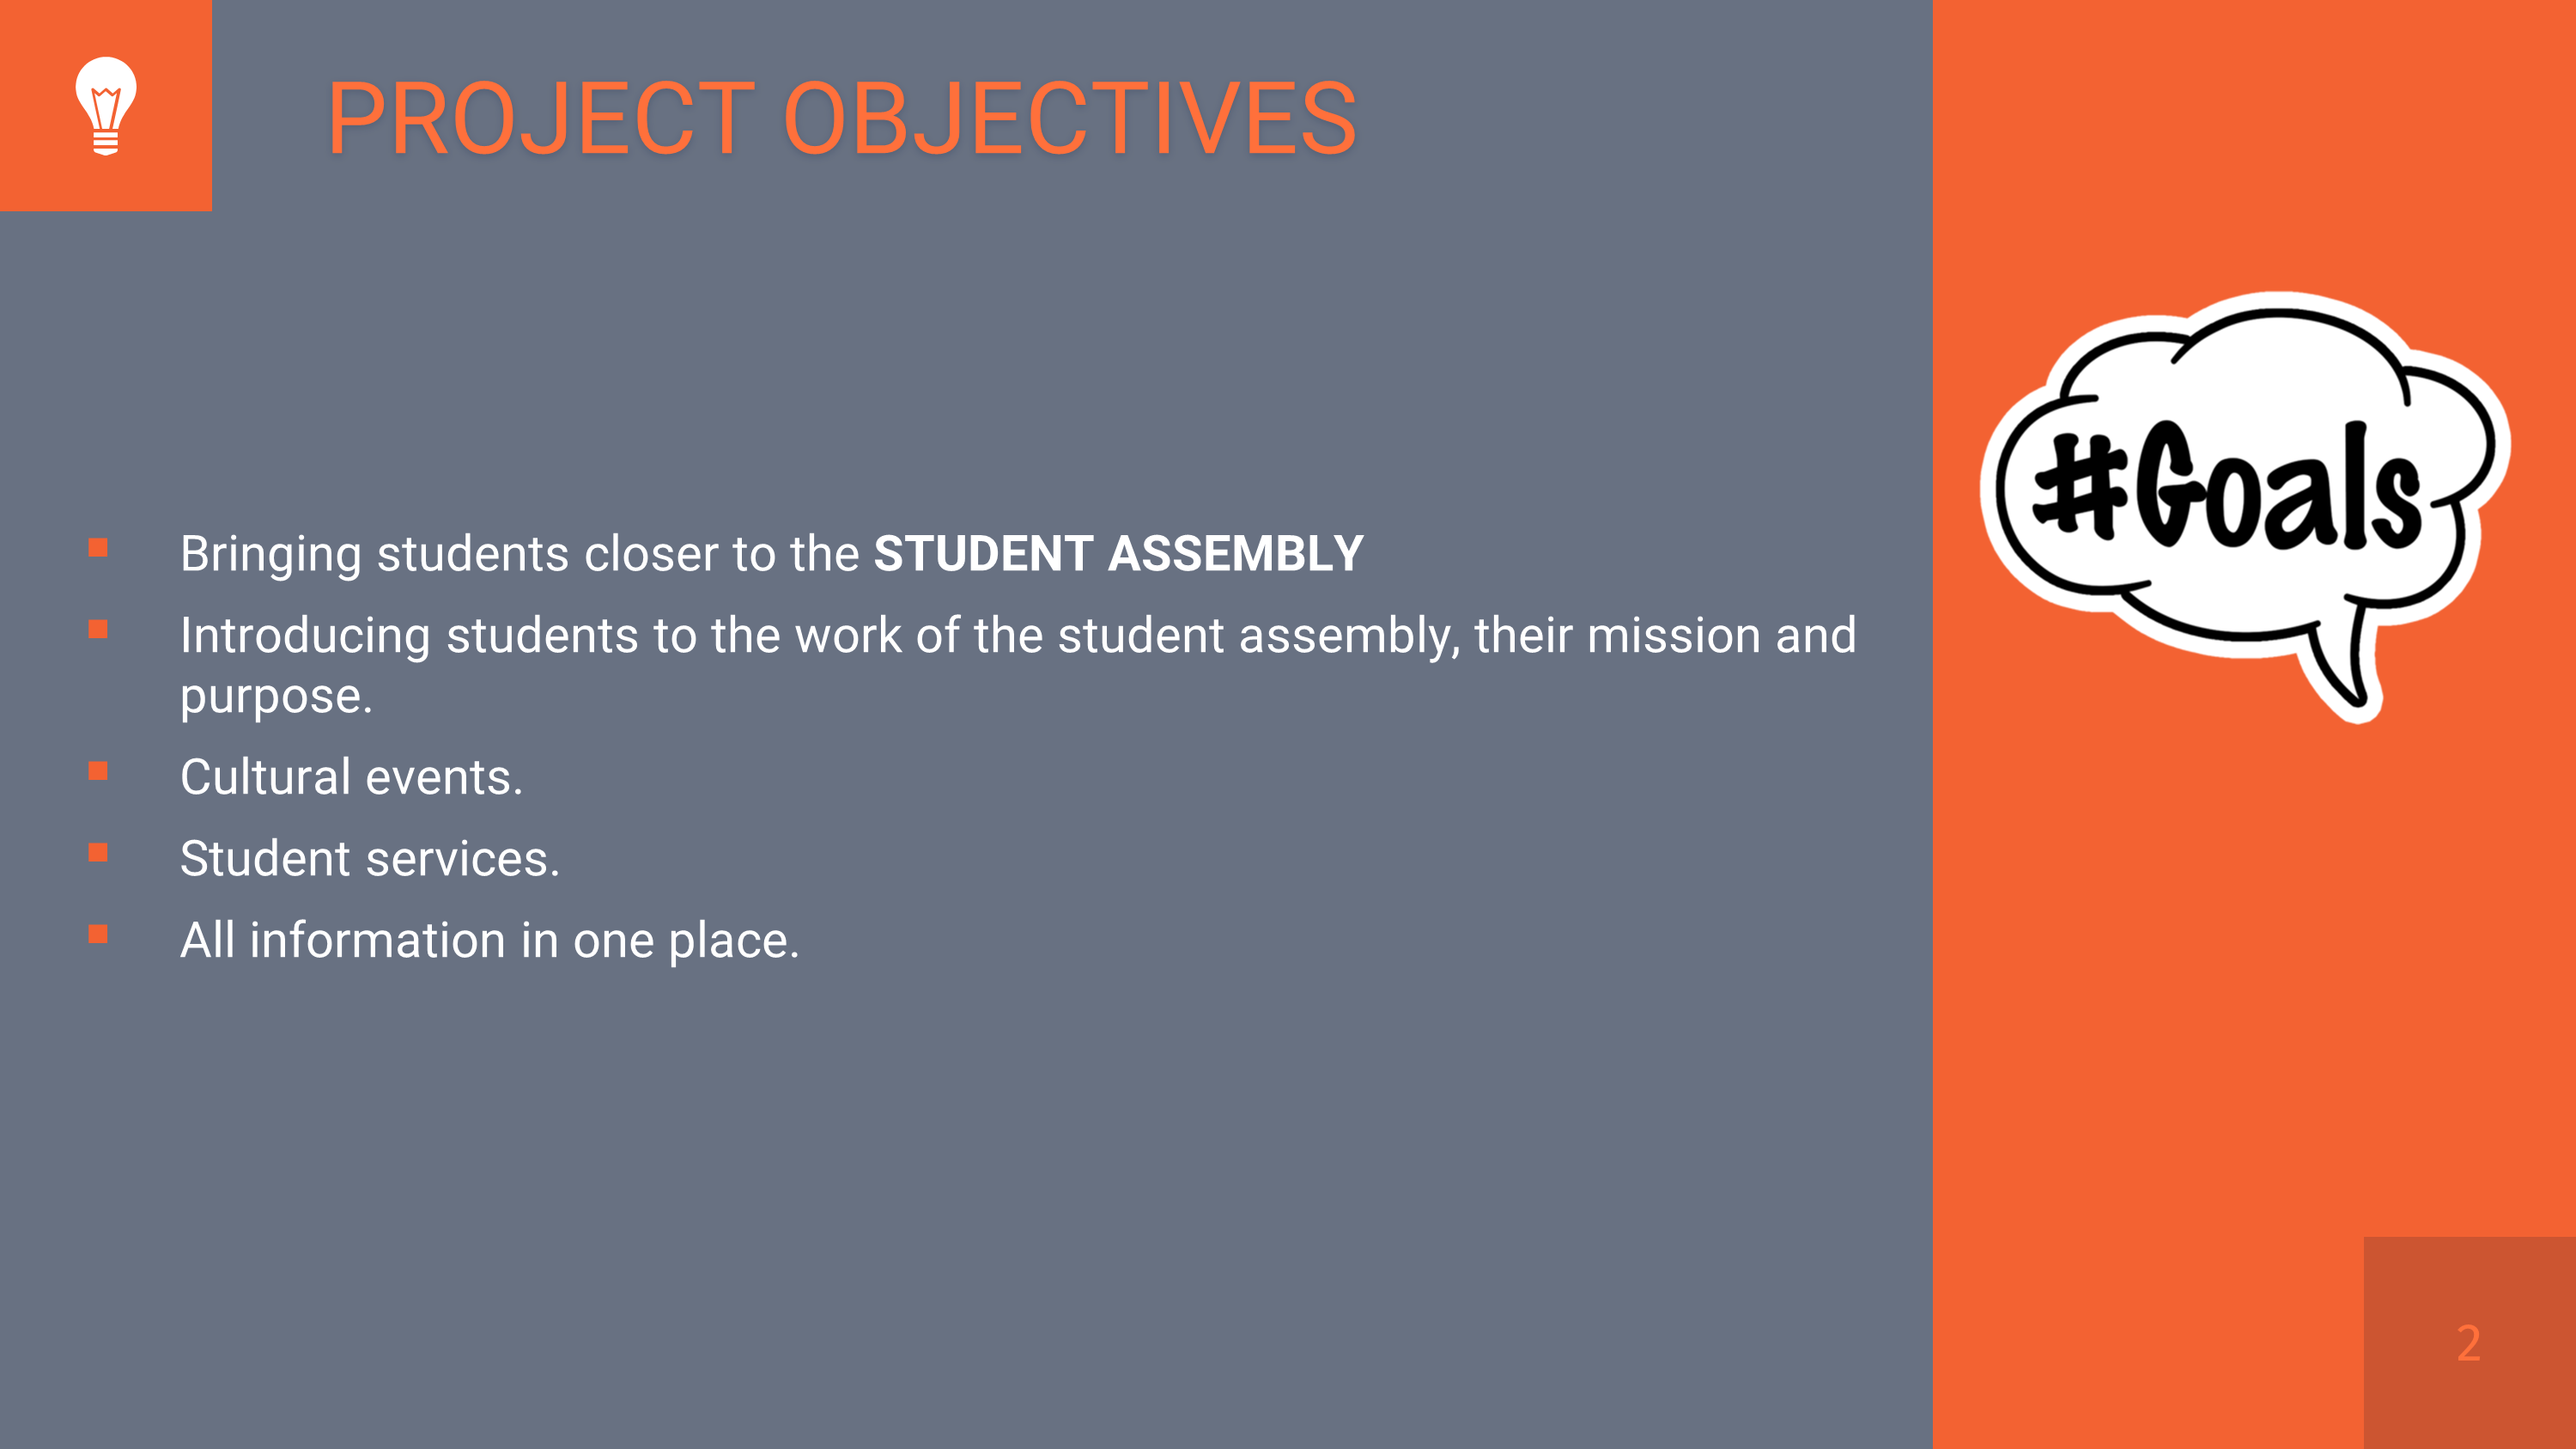 PROJECT OBJECTIVES
Bringing students closer to the STUDENT ASSEMBLY
Introducing students to the work of the student assembly, their mission and
purpose.
Cultural events.
Student services.
All information in one place.
#Goals
2